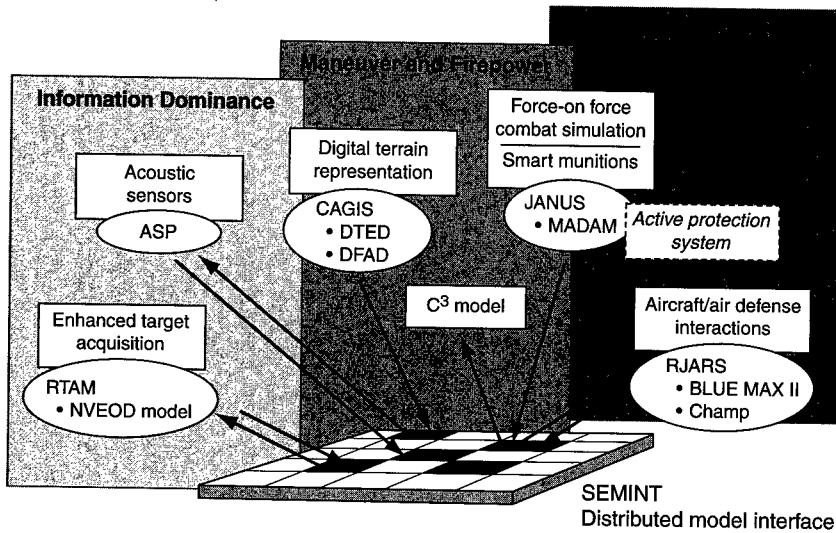 Maneuver and Firepower
Information Dominance
Acoustic
sensors
ASP
Enhanced target
acquisition
RTAM
• NVEOD model
Digital terrain
representation
CAGIS
• DTED
• DFAD
C³ model
Force-on force
combat simulation
Smart munitions
JANUS
• MADAM
Active protection
system
Aircraft/air defense
interactions
RJARS
• BLUE MAX II
• Champ
SEMINT
Distributed model interface